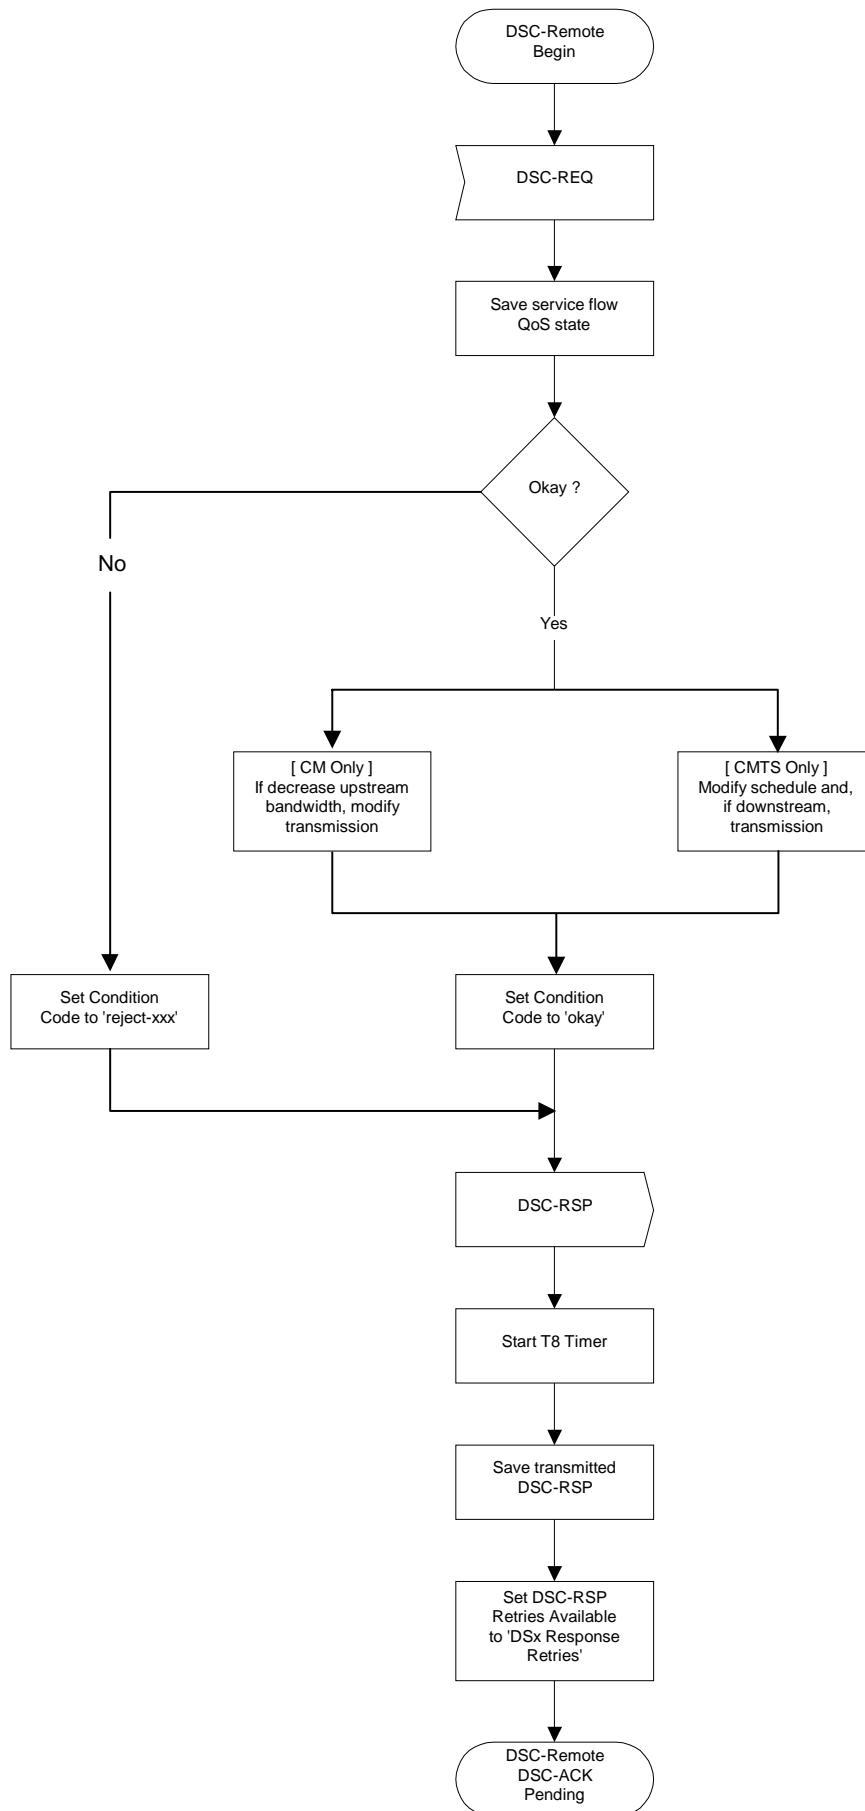 DSC-Remote
Begin
DSC-REQ
Save service flow
QoS state
Okay ?
No
Yes
[ CM Only ]
If decrease upstream
bandwidth, modify
transmission
[ CMTS Only ]
Modify schedule and,
if downstream,
transmission
Set Condition
Code to 'reject-xxx'
Set Condition
Code to 'okay'
DSC-RSP
Start T8 Timer
Save transmitted
DSC-RSP
Set DSC-RSP
Retries Available
to 'DSx Response
Retries'
DSC-Remote
DSC-ACK
Pending